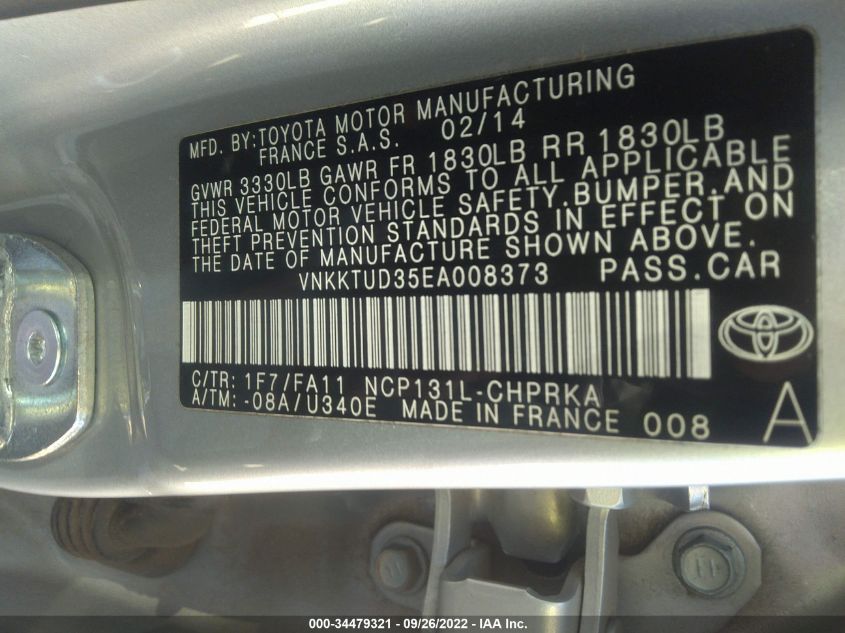 MFD. BY:TOYOTA MOTOR MANUFACTURING
FRANCE S.A.S. 02/14
GVWR 3330LB GAWR FR 1830LB RR 1830LB
THIS VEHICLE CONFORMS TO ALL APPLICABLE
FEDERAL MOTOR VEHICLE SAFETY,BUMPER,AND
THEFT PREVENTION STANDARDS IN EFFECT ON
THE DATE OF MANUFACTURE SHOWN ABOVE.
VNKKTUD35EA008373 PASS.CAR
C/TR: 1F7/FA11 NCP131L-CHPRKA
A/TM: -08A/U340E MADE IN FRANCE 008 A
000-34479321 - 09/26/2022 - IAA Inc.